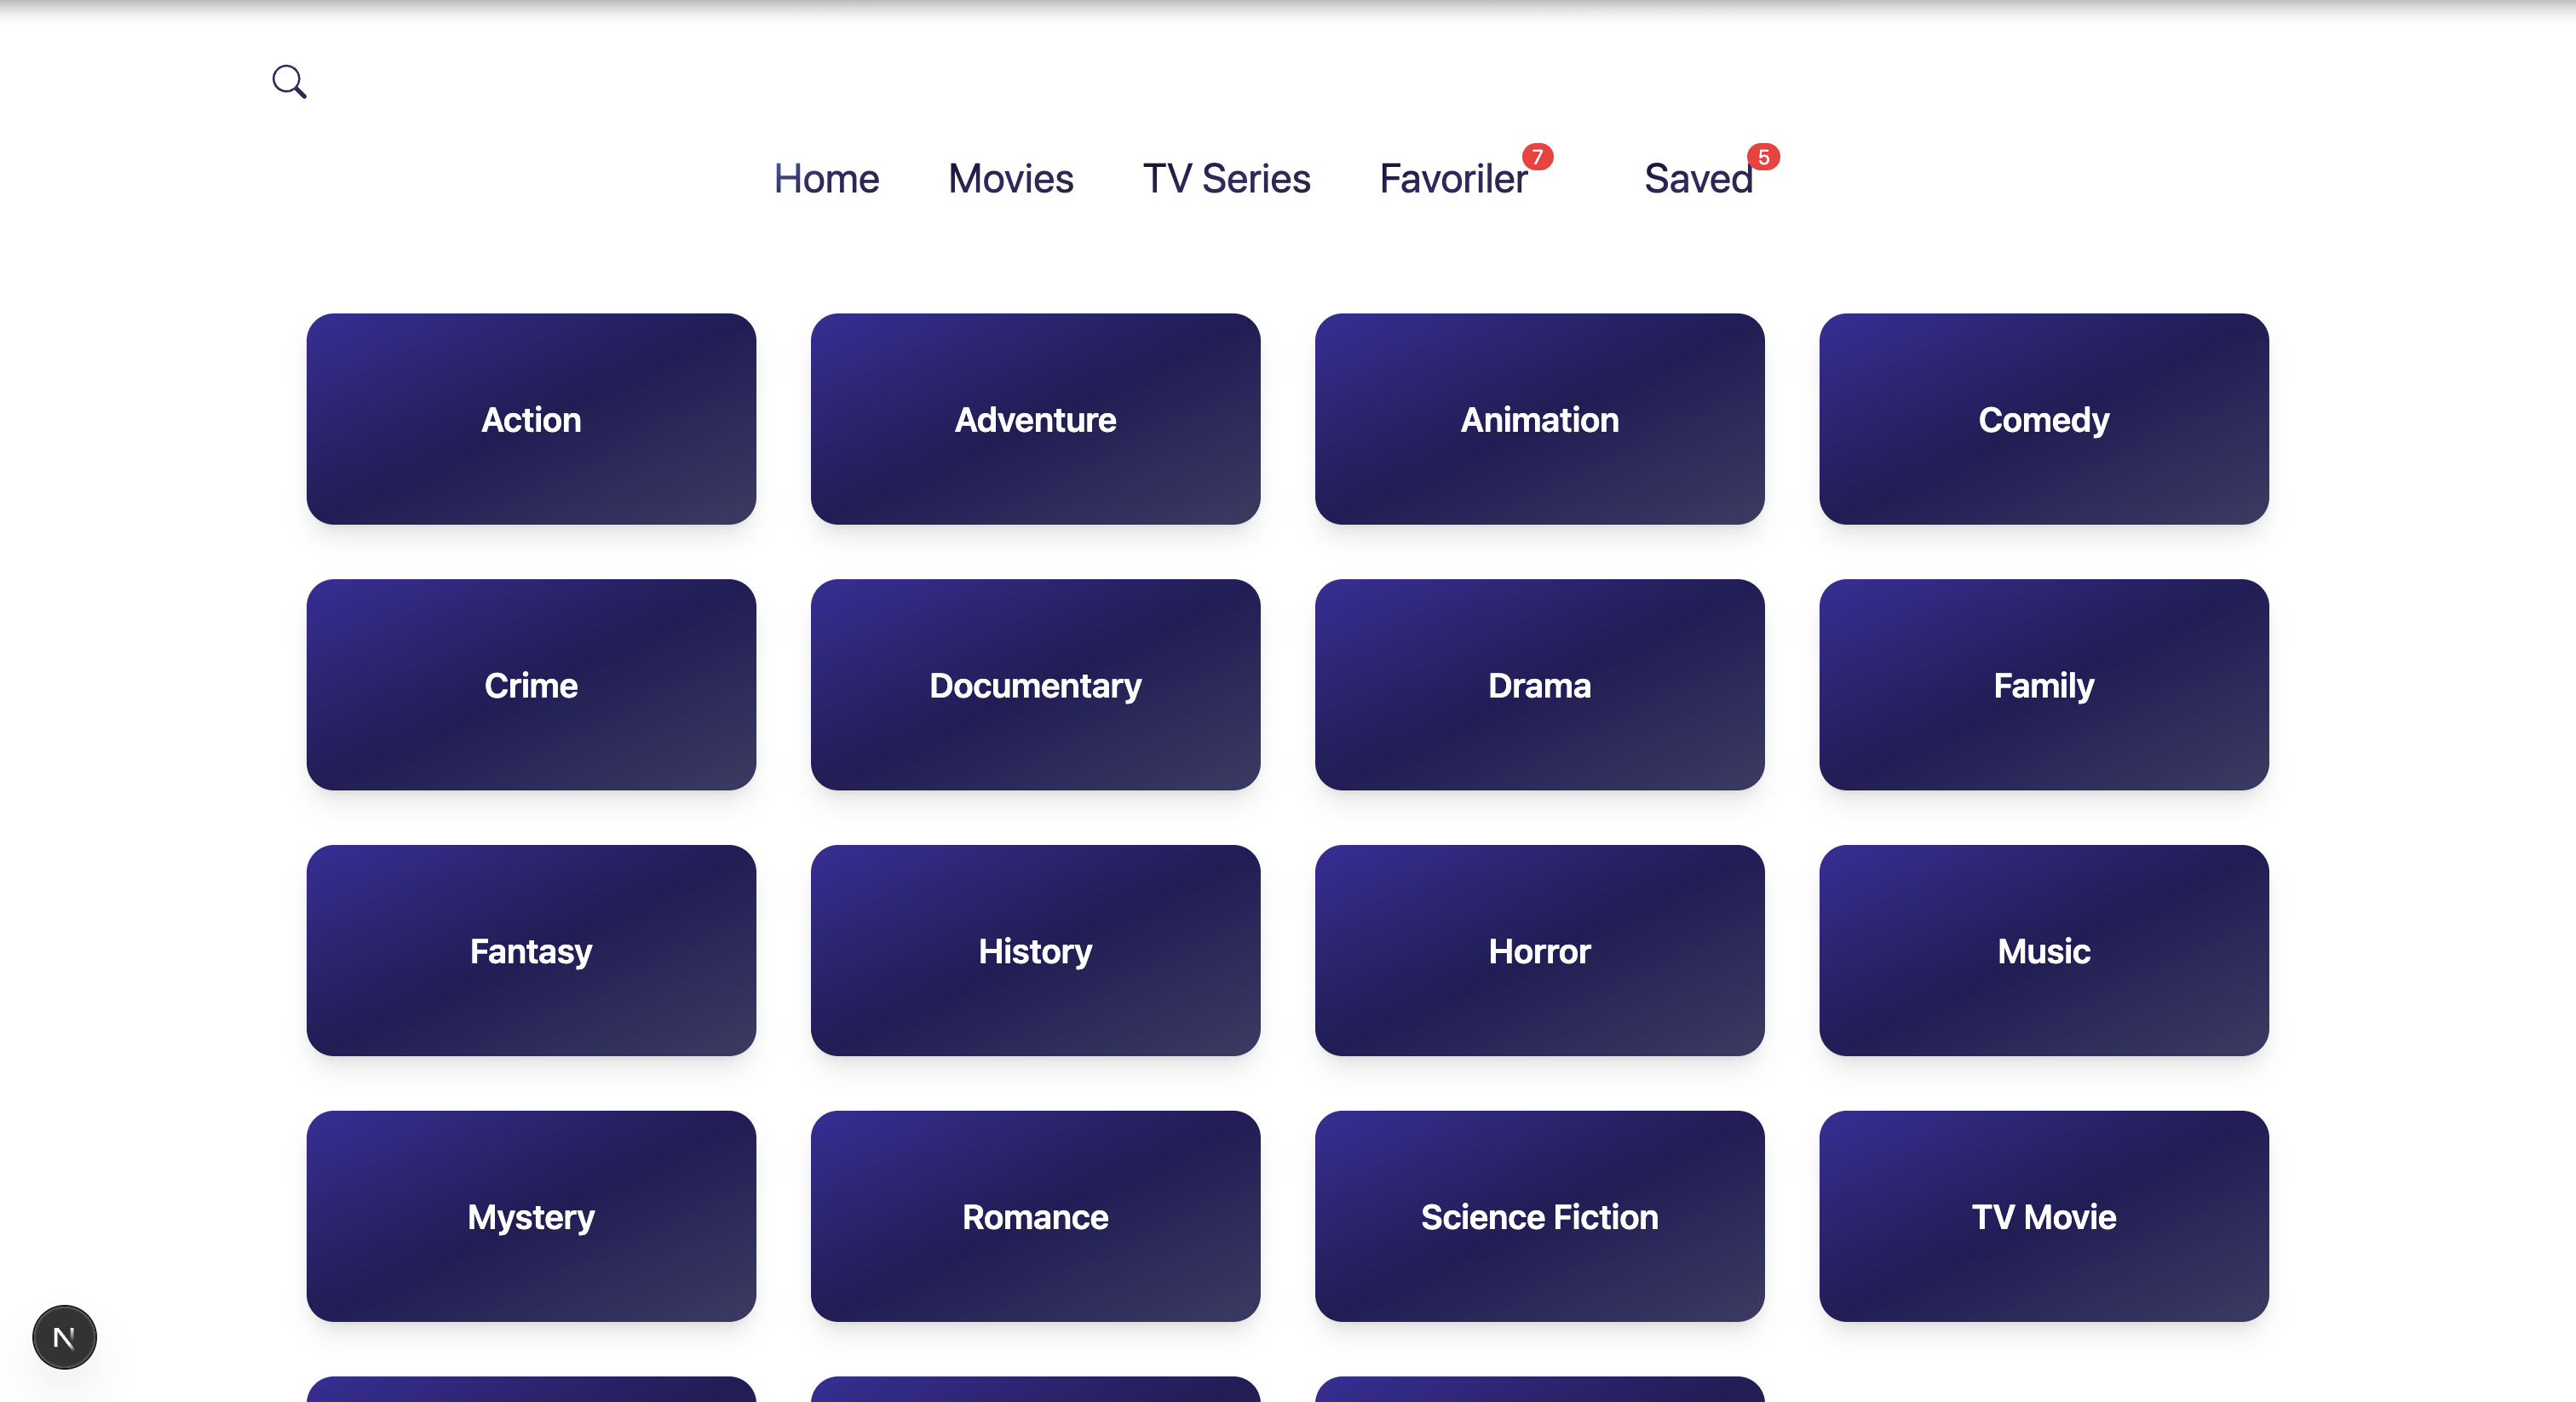 Home Movies TV Series Favoriler 7 Saved 5
Action Adventure Animation Comedy
Crime Documentary Drama Family
Fantasy History Horror Music
Mystery Romance Science Fiction TV Movie
N